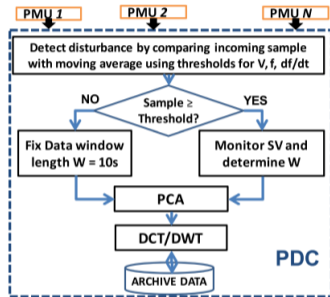 PMU 1 PMU 2 PMU N
Detect disturbance by comparing incoming sample
with moving average using thresholds for V, f, df/dt
NO Sample ≥ YES
Threshold?
Fix Data window
length W = 10s
Monitor SV and
determine W
PCA
DCT/DWT
PDC
ARCHIVE DATA